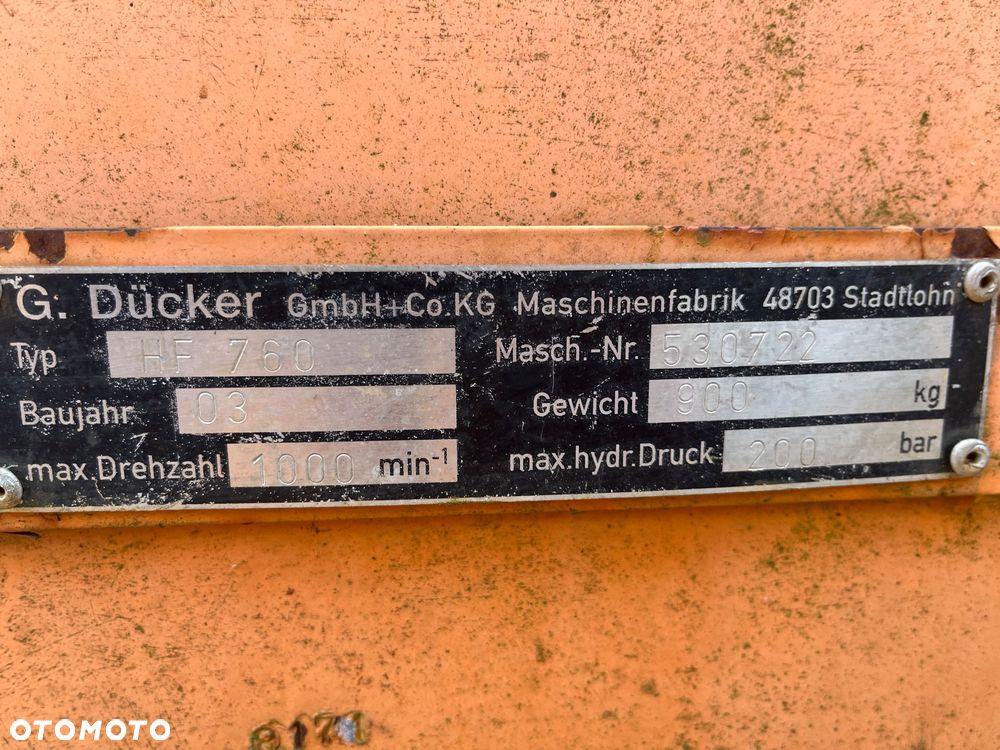 G. Dücker GmbH+Co.KG Maschinenfabrik 48703 Stadtlohn
Typ HF 760 Masch.-Nr. 530722
Baujahr 03 Gewicht 900 kg
max.Drehzahl 1000 min-1 max.hydr.Druck 200 bar
OTOMOTO